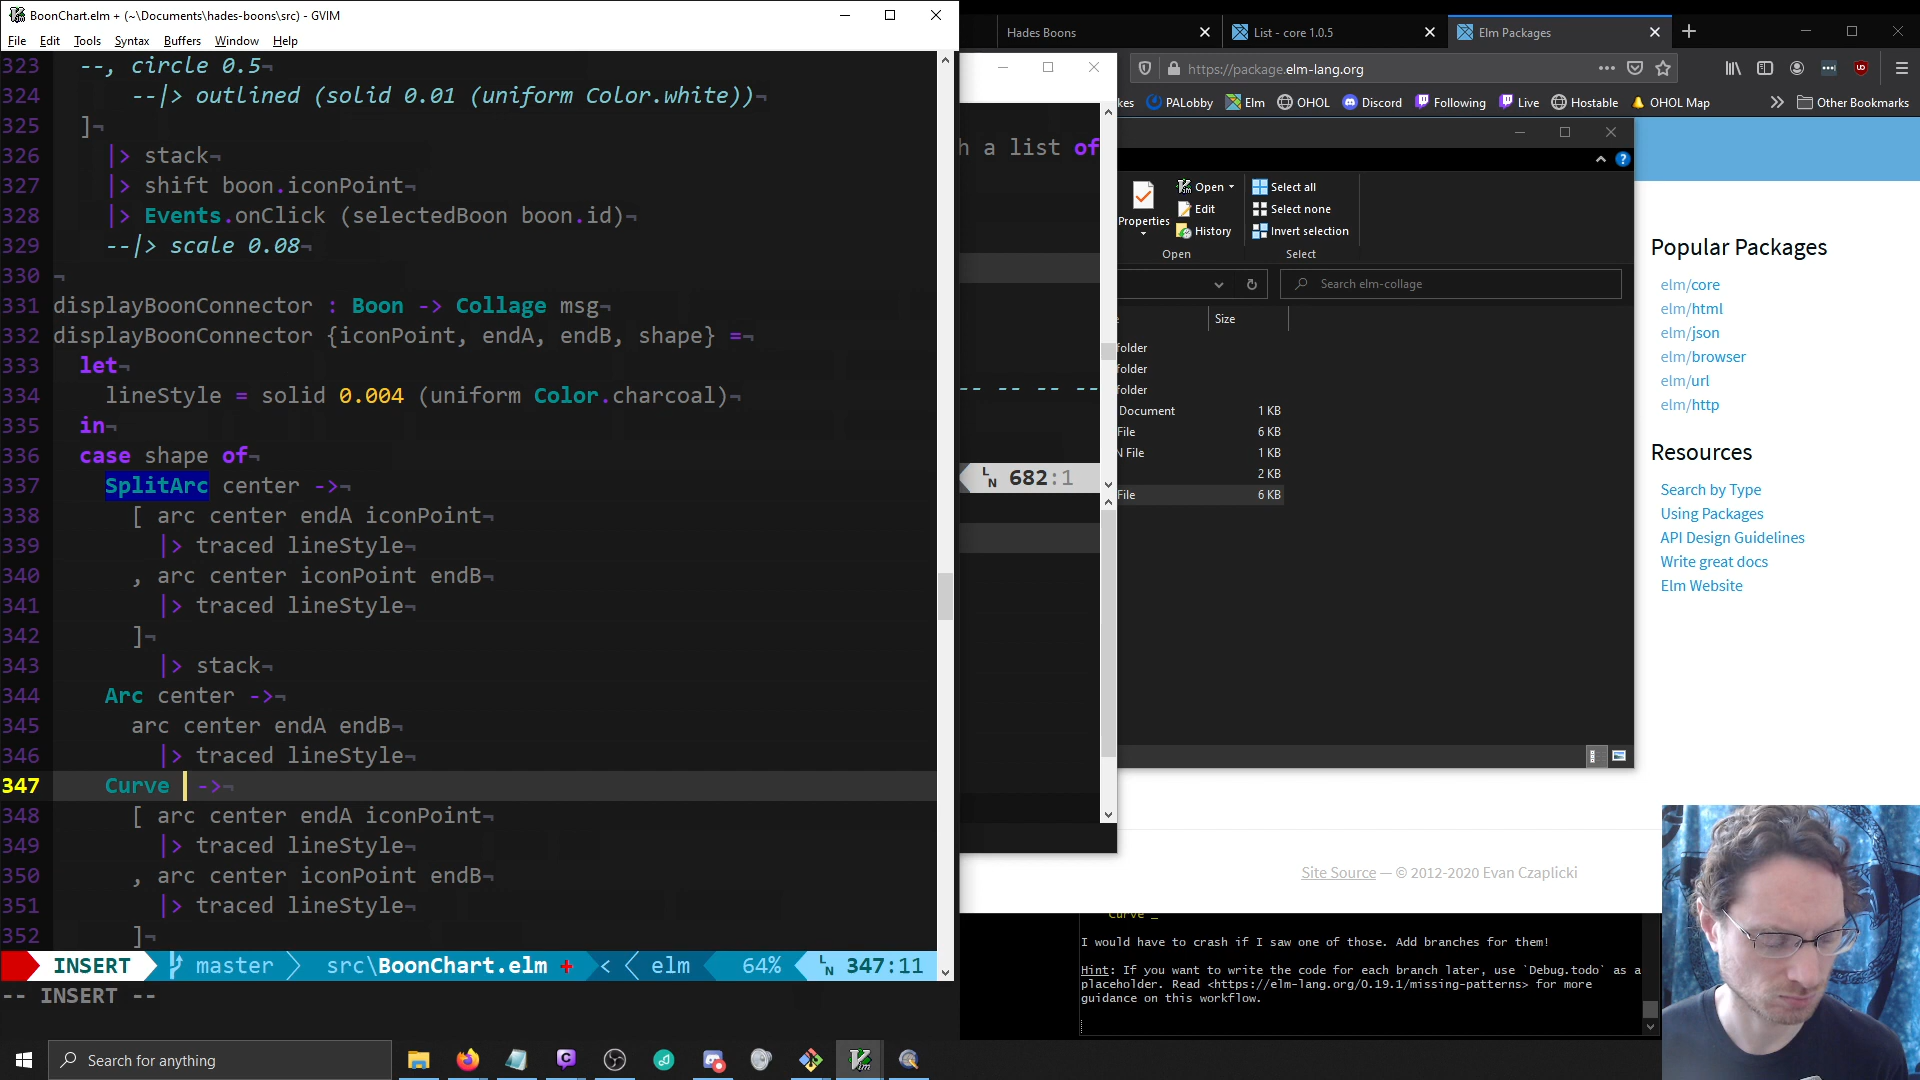 BoonChart.elm + (~\Documents\hades-boons\src) - GVIM
File Edit Tools Syntax Buffers Window Help
323   --, circle 0.5¬
324       --|> outlined (solid 0.01 (uniform Color.white))¬
325   ]¬
326     |> stack¬
327     |> shift boon.iconPoint¬
328     |> Events.onClick (selectedBoon boon.id)¬
329     --|> scale 0.08¬
330 ¬
331 displayBoonConnector : Boon -> Collage msg¬
332 displayBoonConnector {iconPoint, endA, endB, shape} =¬
333   let¬
334     lineStyle = solid 0.004 (uniform Color.charcoal)¬
335   in¬
336   case shape of¬
337     SplitArc center ->¬
338       [ arc center endA iconPoint¬
339         |> traced lineStyle¬
340       , arc center iconPoint endB¬
341         |> traced lineStyle¬
342       ]¬
343         |> stack¬
344     Arc center ->¬
345       arc center endA endB¬
346         |> traced lineStyle¬
347     Curve  ->¬
348       [ arc center endA iconPoint¬
349         |> traced lineStyle¬
350       , arc center iconPoint endB¬
351         |> traced lineStyle¬
352       ]¬
INSERT master src\BoonChart.elm + < elm 64% LN 347:11
-- INSERT --
h a list of
-- -- -- --
LN 682:1
Hades Boons
List - core 1.0.5
Elm Packages
https://package.elm-lang.org
kes PALobby Elm OHOL Discord Following Live Hostable OHOL Map Other Bookmarks
Properties
Open
Edit
History
Open
Select all
Select none
Invert selection
Select
Search elm-collage
Size
folder
folder
folder
Document 1 KB
File 6 KB
N File 1 KB
2 KB
File 6 KB
Popular Packages
elm/core
elm/html
elm/json
elm/browser
elm/url
elm/http
Resources
Search by Type
Using Packages
API Design Guidelines
Write great docs
Elm Website
Site Source — © 2012-2020 Evan Czaplicki
Curve _
I would have to crash if I saw one of those. Add branches for them!
Hint: If you want to write the code for each branch later, use `Debug.todo` as a
placeholder. Read <https://elm-lang.org/0.19.1/missing-patterns> for more
guidance on this workflow.
Search for anything